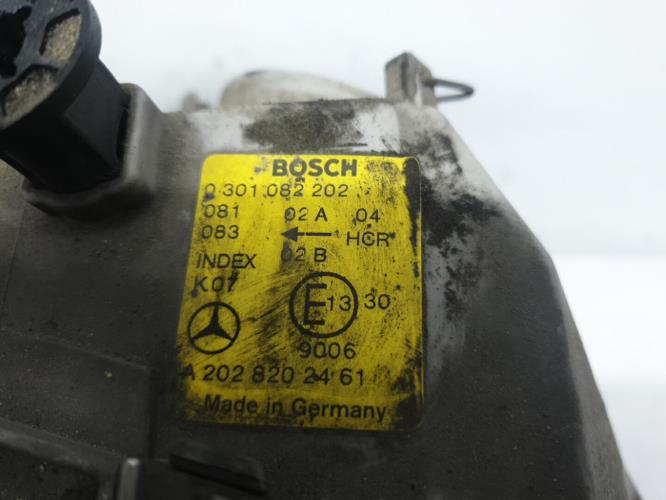 BOSCH
0 301 082 202
081 02 A 04
083 ← HCR
INDEX 02 B
K 07
E 13 30
9006
A 202 820 24 61
Made in Germany